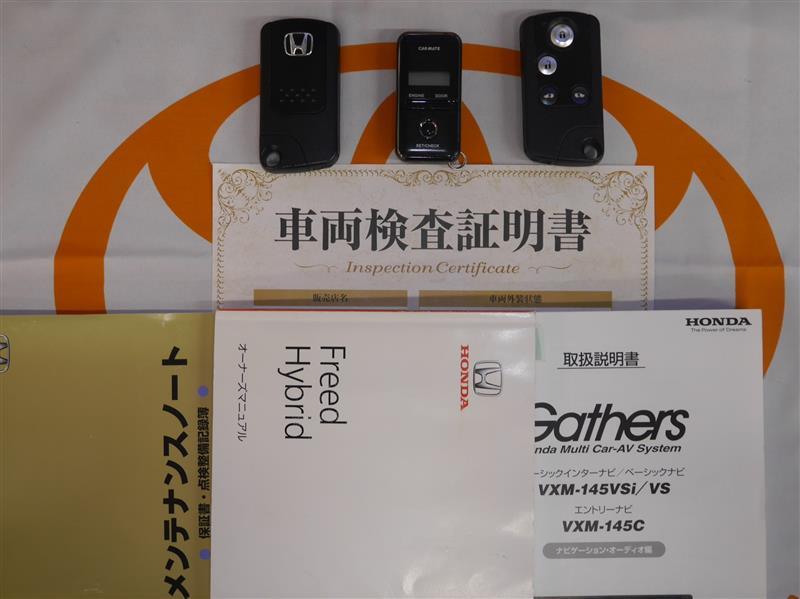 CAR-MATE
ENGINE DOOR
SET/CHECK
車両検査証明書
Inspection Certificate
販売店名
車両外装状態
メンテナンスノート
保証書・点検整備記録簿
Freed
Hybrid
オーナーズマニュアル
HONDA
HONDA
The Power of Dreams
取扱説明書
Gathers
nda Multi Car-AV System
ーシックインターナビ/ベーシックナビ
VXM-145VSi/VS
エントリーナビ
VXM-145C
ナビゲーション・オーディオ編